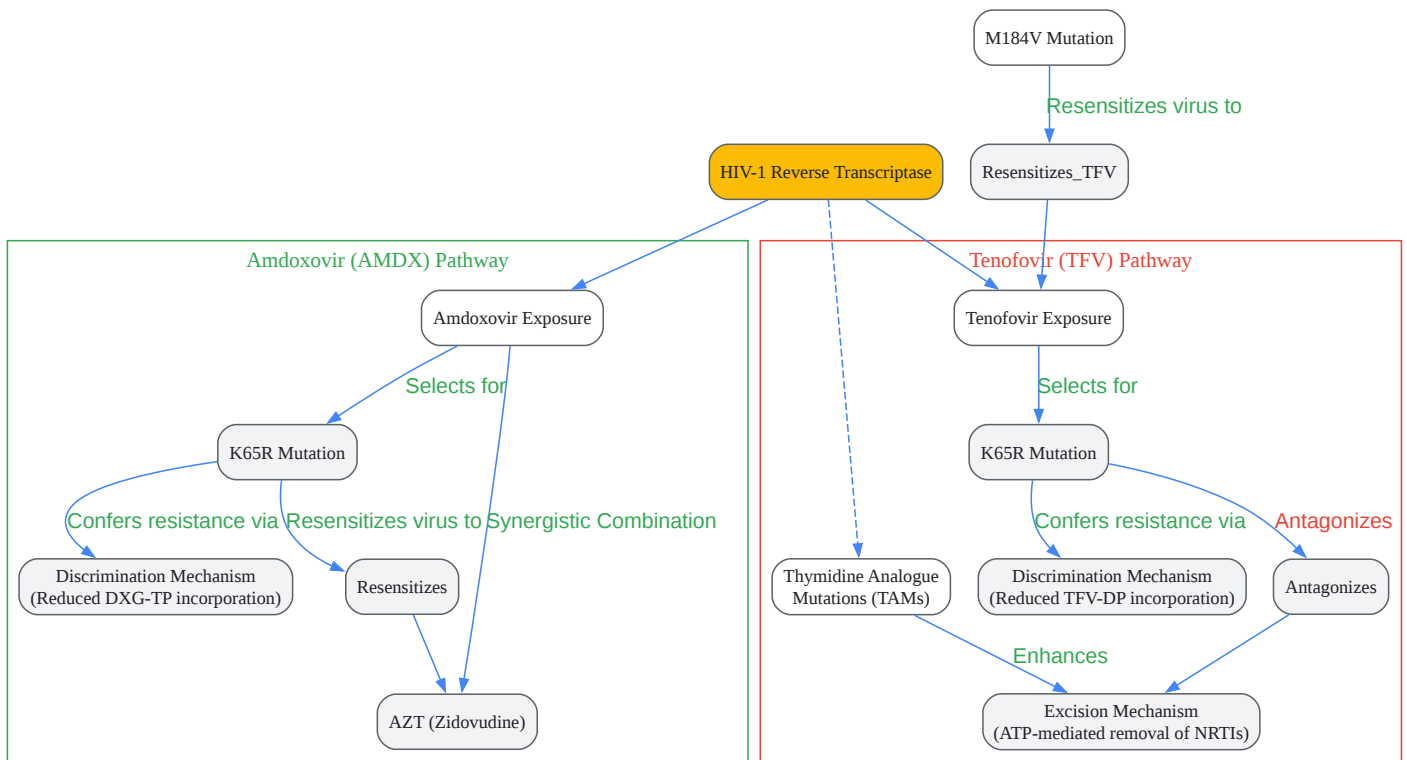 M184V Mutation
Resensitizes virus to
HIV-1 Reverse Transcriptase
Resensitizes_TFV
Amdoxovir (AMDX) Pathway
Tenofovir (TFV) Pathway
Amdoxovir Exposure
Tenofovir Exposure
Selects for
Selects for
K65R Mutation
K65R Mutation
Confers resistance via
Resensitizes virus to
Synergistic Combination
Confers resistance via
Antagonizes
Discrimination Mechanism
(Reduced DXG-TP incorporation)
Resensitizes
Thymidine Analogue
Mutations (TAMs)
Discrimination Mechanism
(Reduced TFV-DP incorporation)
Antagonizes
Enhances
AZT (Zidovudine)
Excision Mechanism
(ATP-mediated removal of NRTIs)